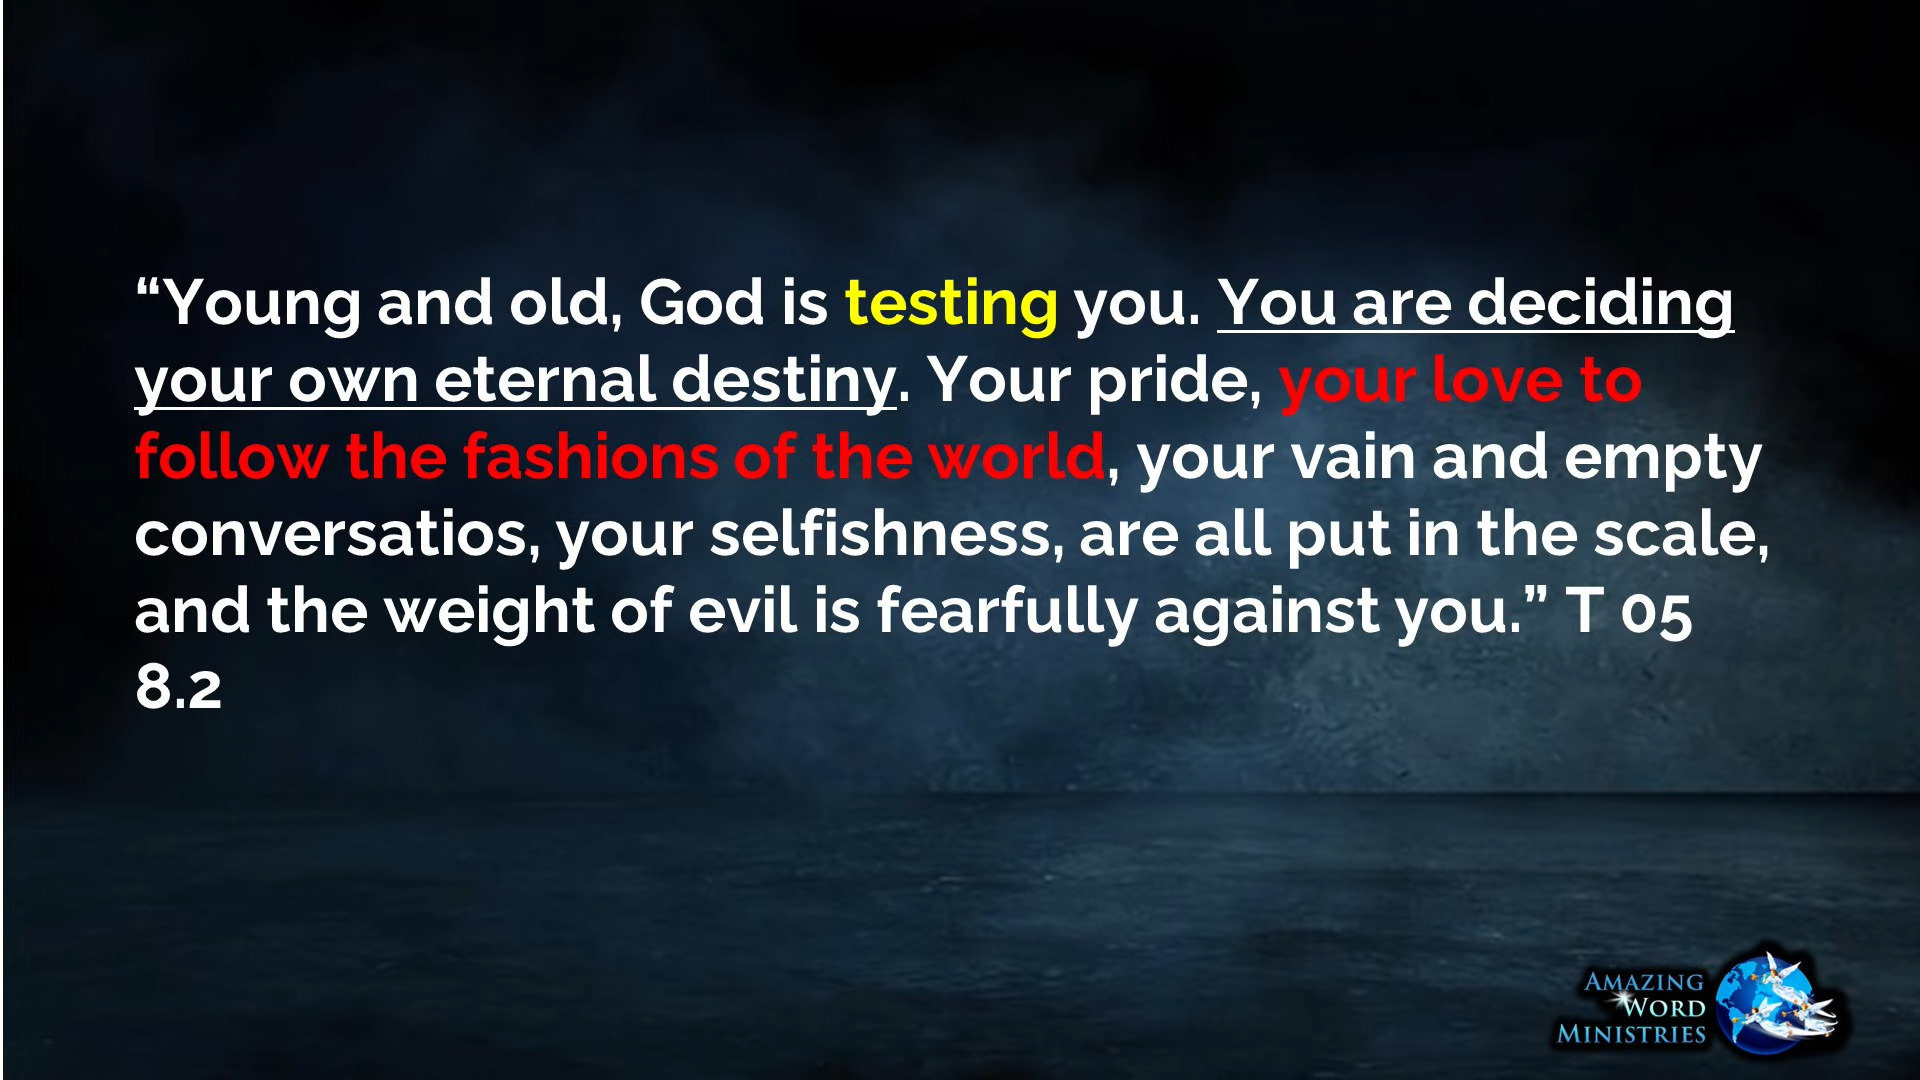 “Young and old, God is testing you. You are deciding
your own eternal destiny. Your pride, your love to
follow the fashions of the world, your vain and empty
conversatios, your selfishness, are all put in the scale,
and the weight of evil is fearfully against you.” T 05
8.2
AMAZING
WORD
MINISTRIES